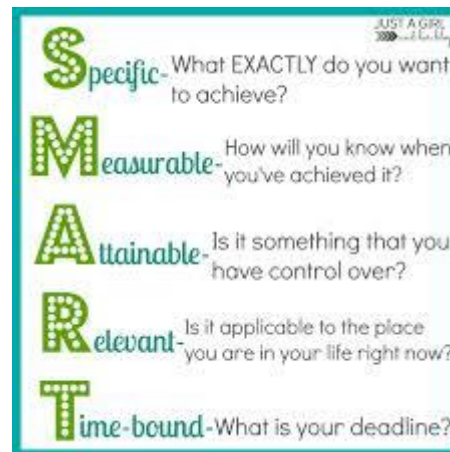 JUST A GIRL
Specific-What EXACTLY do you want
to achieve?
Measurable-How will you know when
you've achieved it?
Attainable-Is it something that you
have control over?
Relevant-Is it applicable to the place
you are in your life right now?
Time-bound-What is your deadline?